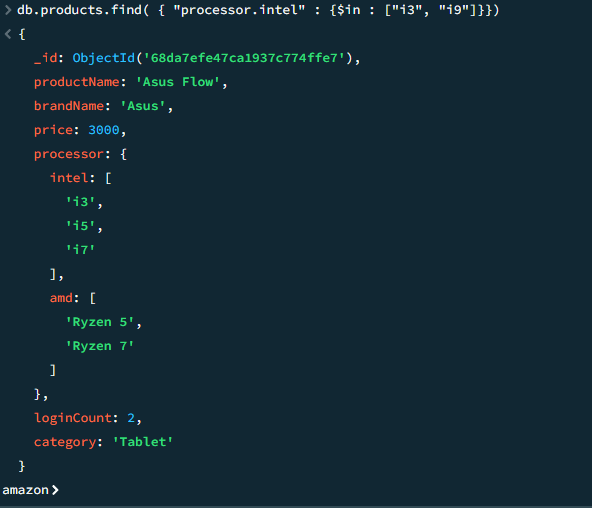 > db.products.find( { "processor.intel" : {$in : ["i3", "i9"]}})
< {
_id: ObjectId('68da7efe47ca1937c774ffe7'),
productName: 'Asus Flow',
brandName: 'Asus',
price: 3000,
processor: {
intel: [
'i3',
'i5',
'i7'
],
amd: [
'Ryzen 5',
'Ryzen 7'
]
},
loginCount: 2,
category: 'Tablet'
}
amazon>